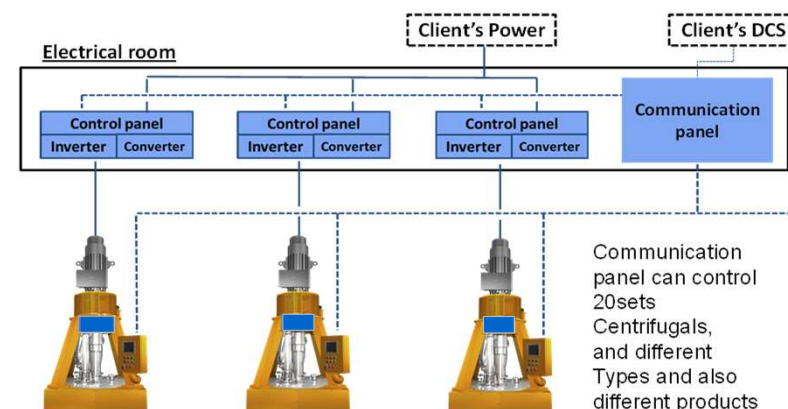 Client's Power
Client's DCS
Electrical room
Control panel
Inverter
Converter
Control panel
Inverter
Converter
Control panel
Inverter
Converter
Communication
panel
Communication
panel can control
20sets
Centrifugals,
and different
Types and also
different products